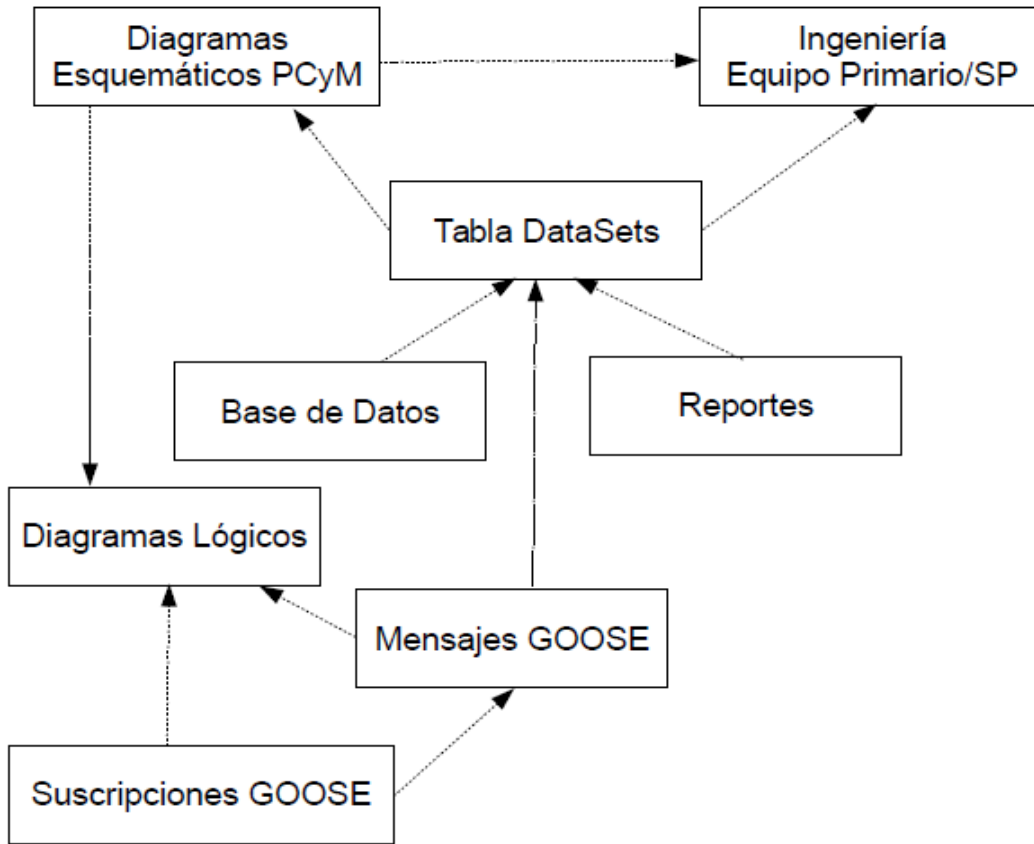 Diagramas
Esquemáticos PCyM
Ingeniería
Equipo Primario/SP
Tabla DataSets
Base de Datos
Reportes
Diagramas Lógicos
Mensajes GOOSE
Suscripciones GOOSE